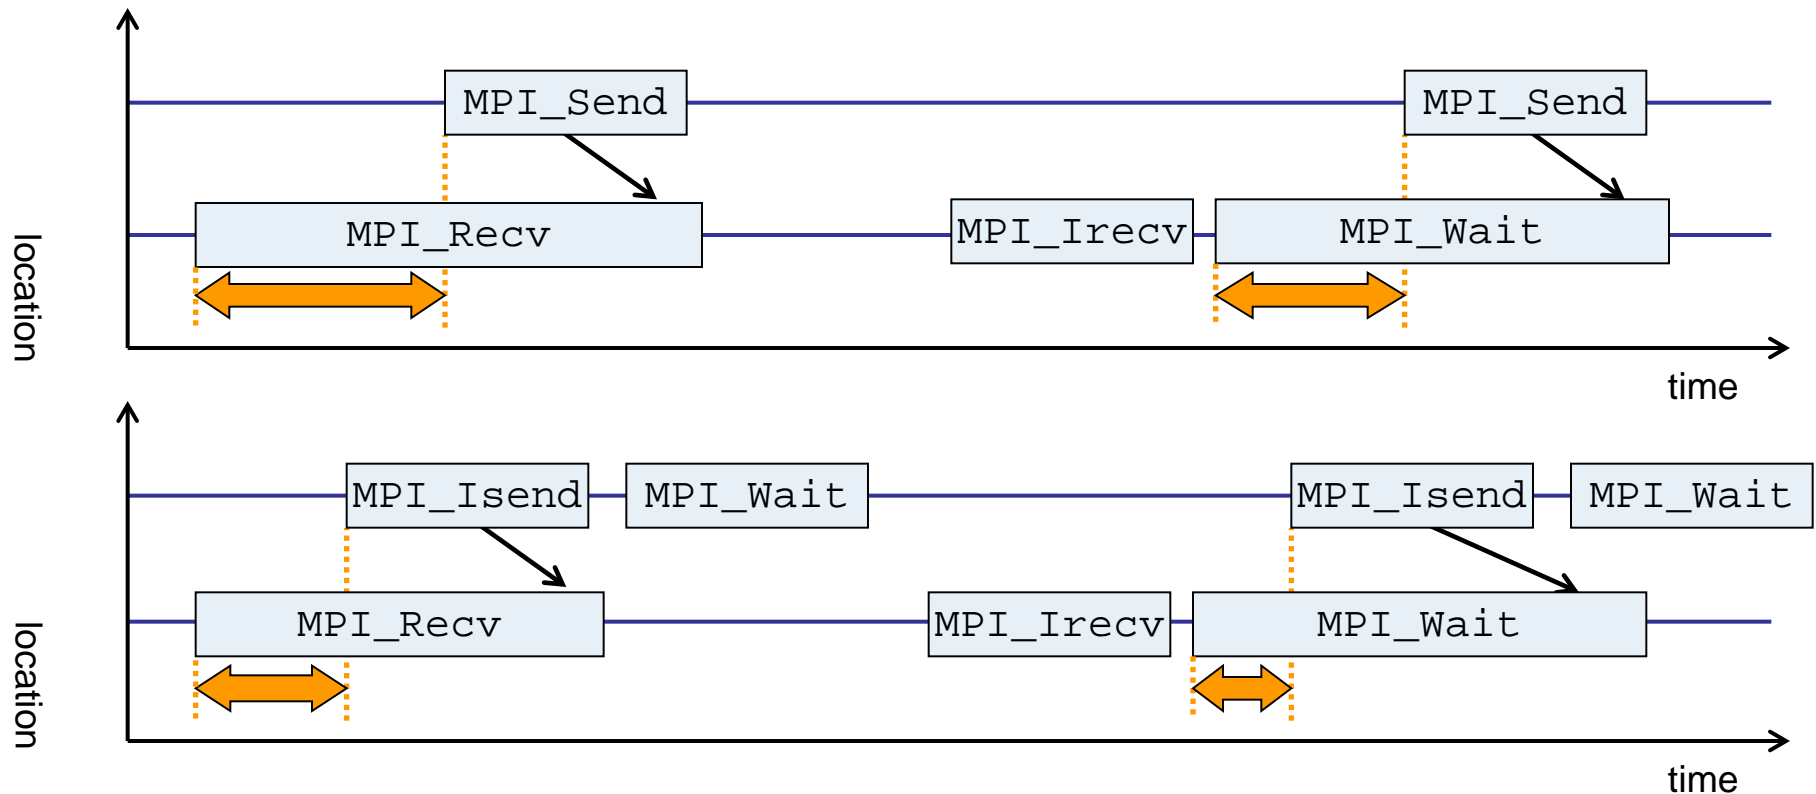 MPI_Send
MPI_Send
MPI_Recv
MPI_Irecv
MPI_Wait
location
time
MPI_Isend
MPI_Wait
MPI_Isend
MPI_Wait
MPI_Recv
MPI_Irecv
MPI_Wait
location
time